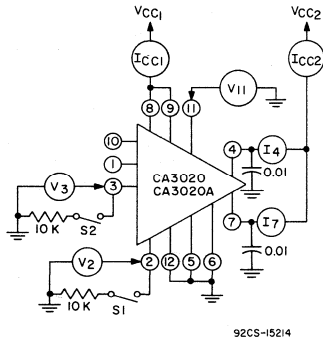 VCC1 VCC2
ICC1 ICC2
V11
8 9 11
10
1
3
CA3020
CA3020A
4
I4
0.01
V3
10 K
S2
7
I7
0.01
V2
2 12 5 6
10K
S1
92CS-15214